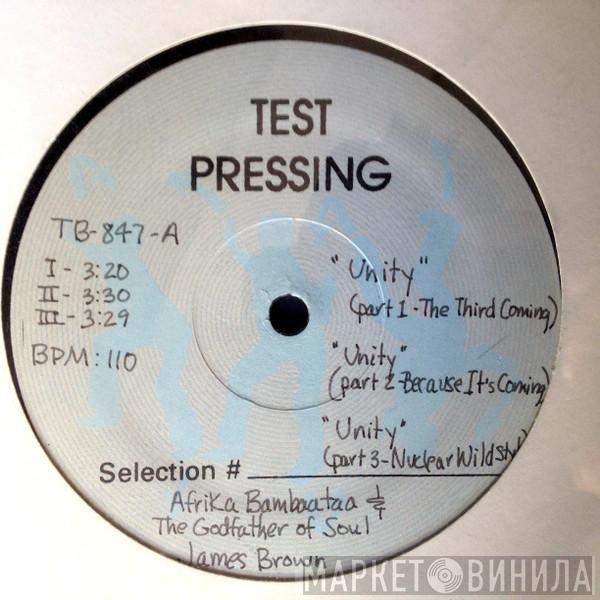 TEST
PRESSING
TB-847-A
I - 3:20
II - 3:30
III - 3:29
BPM: 110
"Unity"
(part 1 - The Third Coming)
"Unity"
(part 2 - Because It's Coming)
"Unity"
(part 3 - Nuclear Wild Style
Selection #
Afrika Bambaataa &
The Godfather of Soul
James Brown
МАРКЕТ ВИНИЛА